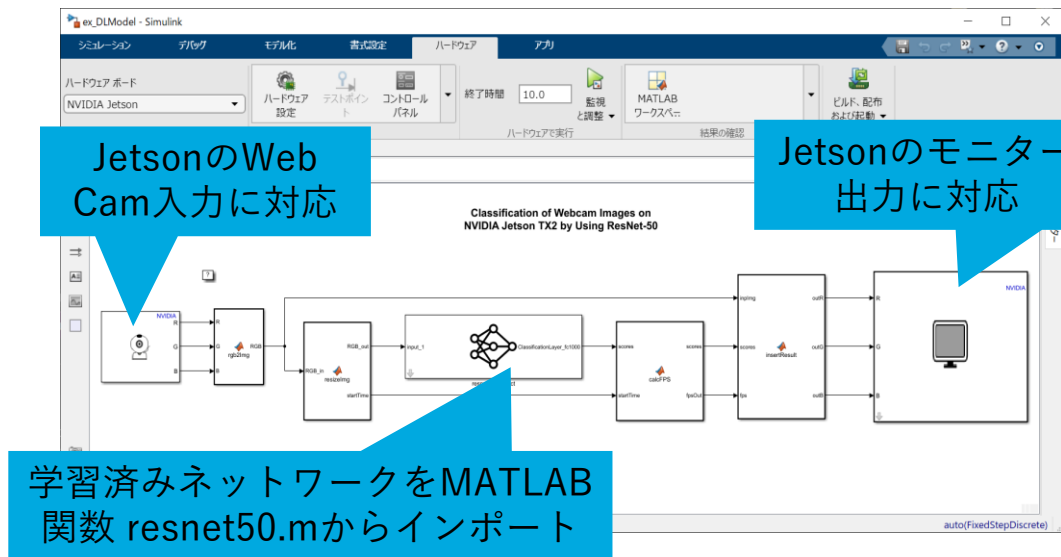 ex_DLModel - Simulink
シミュレーション デバッグ モデル化 書式設定 ハードウェア アプリ
ハードウェア ボード
NVIDIA Jetson
ハードウェア
設定
テストポイン
ト
コントロール
パネル
終了時間 10.0
監視
と調整
MATLAB
ワークスペ...
ビルド、配布
および起動
ハードウェアで実行 結果の確認
JetsonのWeb
Cam入力に対応
Jetsonのモニター
出力に対応
Classification of Webcam Images on
NVIDIA Jetson TX2 by Using ResNet-50
?
NVIDIA
R
G
B
R
G
B
RGB
rgb2Img
RGB_in
RGB_out
startTime
resizeImg
input_1
ClassificationLayer_fc1000
scores
startTime
scores
fpsOut
calcFPS
inpImg
scores
fps
outR
outG
outB
insertResult
R
G
B
NVIDIA
学習済みネットワークをMATLAB
関数 resnet50.mからインポート
auto(FixedStepDiscrete)